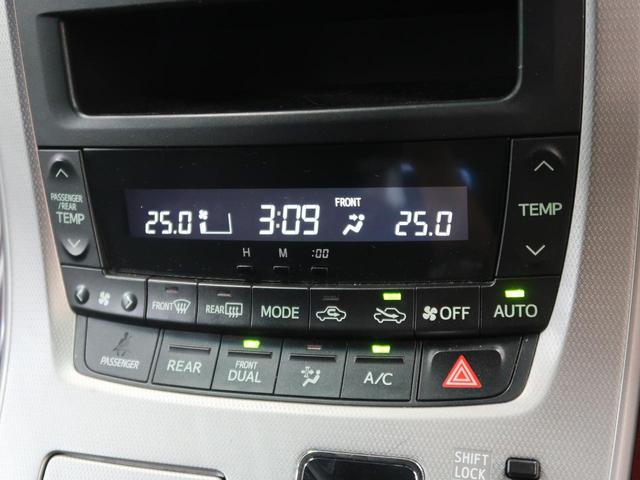 PASSENGER
/REAR
TEMP
FRONT
25.0 3:09 25.0
TEMP
H M :00
FRONT
REAR
MODE
OFF
AUTO
PASSENGER
REAR
FRONT
DUAL
A/C
SHIFT
LOCK